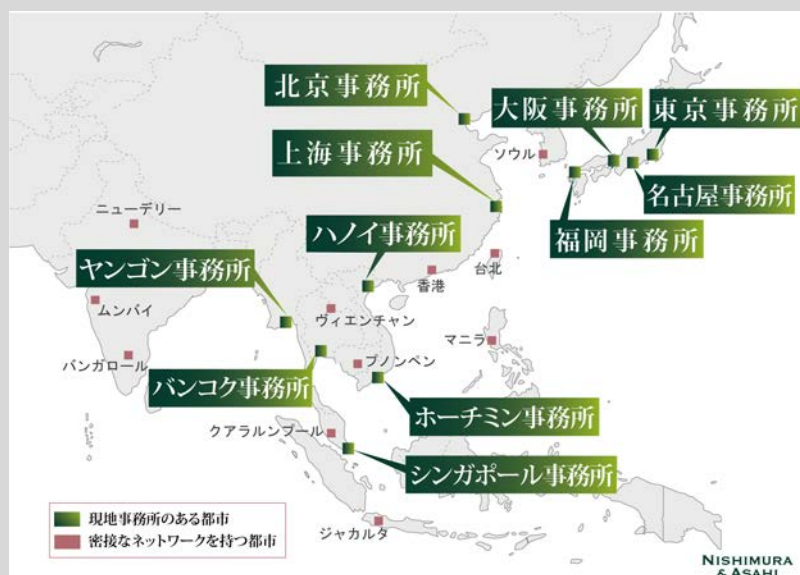 北京事務所
大阪事務所
東京事務所
上海事務所
ソウル
名古屋事務所
ニューデリー
ハノイ事務所
福岡事務所
ヤンゴン事務所
台北
香港
ムンバイ
ヴィエンチャン
マニラ
バンガロール
プノンペン
バンコク事務所
ホーチミン事務所
クアラルンプール
シンガポール事務所
現地事務所のある都市
密接なネットワークを持つ都市
ジャカルタ
NISHIMURA
& ASAHI